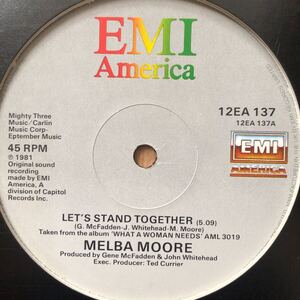 EMI
America
Mighty Three
Music/Carlin
Music Corp-
Eptember Music
45 RPM
℗ 1981
Original sound
recording made
by EMI
America, A
division of Capitol
Records Inc.
12EA 137
12EA 137A
EMI
AMERICA
LET'S STAND TOGETHER (5.09)
(G. McFadden-J. Whitehead-M. Moore)
Taken from the album 'WHAT A WOMAN NEEDS' AML 3019
MELBA MOORE
Produced by Gene McFadden & John Whitehead
Exec. Producer: Ted Currier